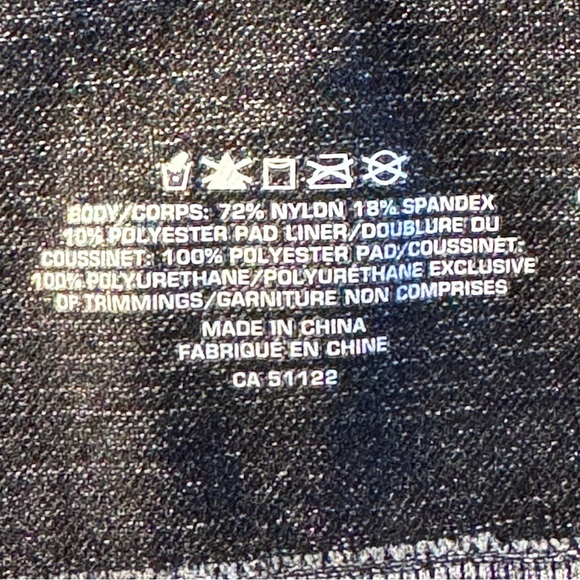 BODY/CORPS: 72% NYLON 18% SPANDEX
10% POLYESTER PAD LINER/DOUBLURE DU
COUSSINET: 100% POLYESTER PAD/COUSSINET:
100% POLYURETHANE/POLYURÉTHANE EXCLUSIVE
OF TRIMMINGS/GARNITURE NON COMPRISES
MADE IN CHINA
FABRIQUÉ EN CHINE
CA 51122